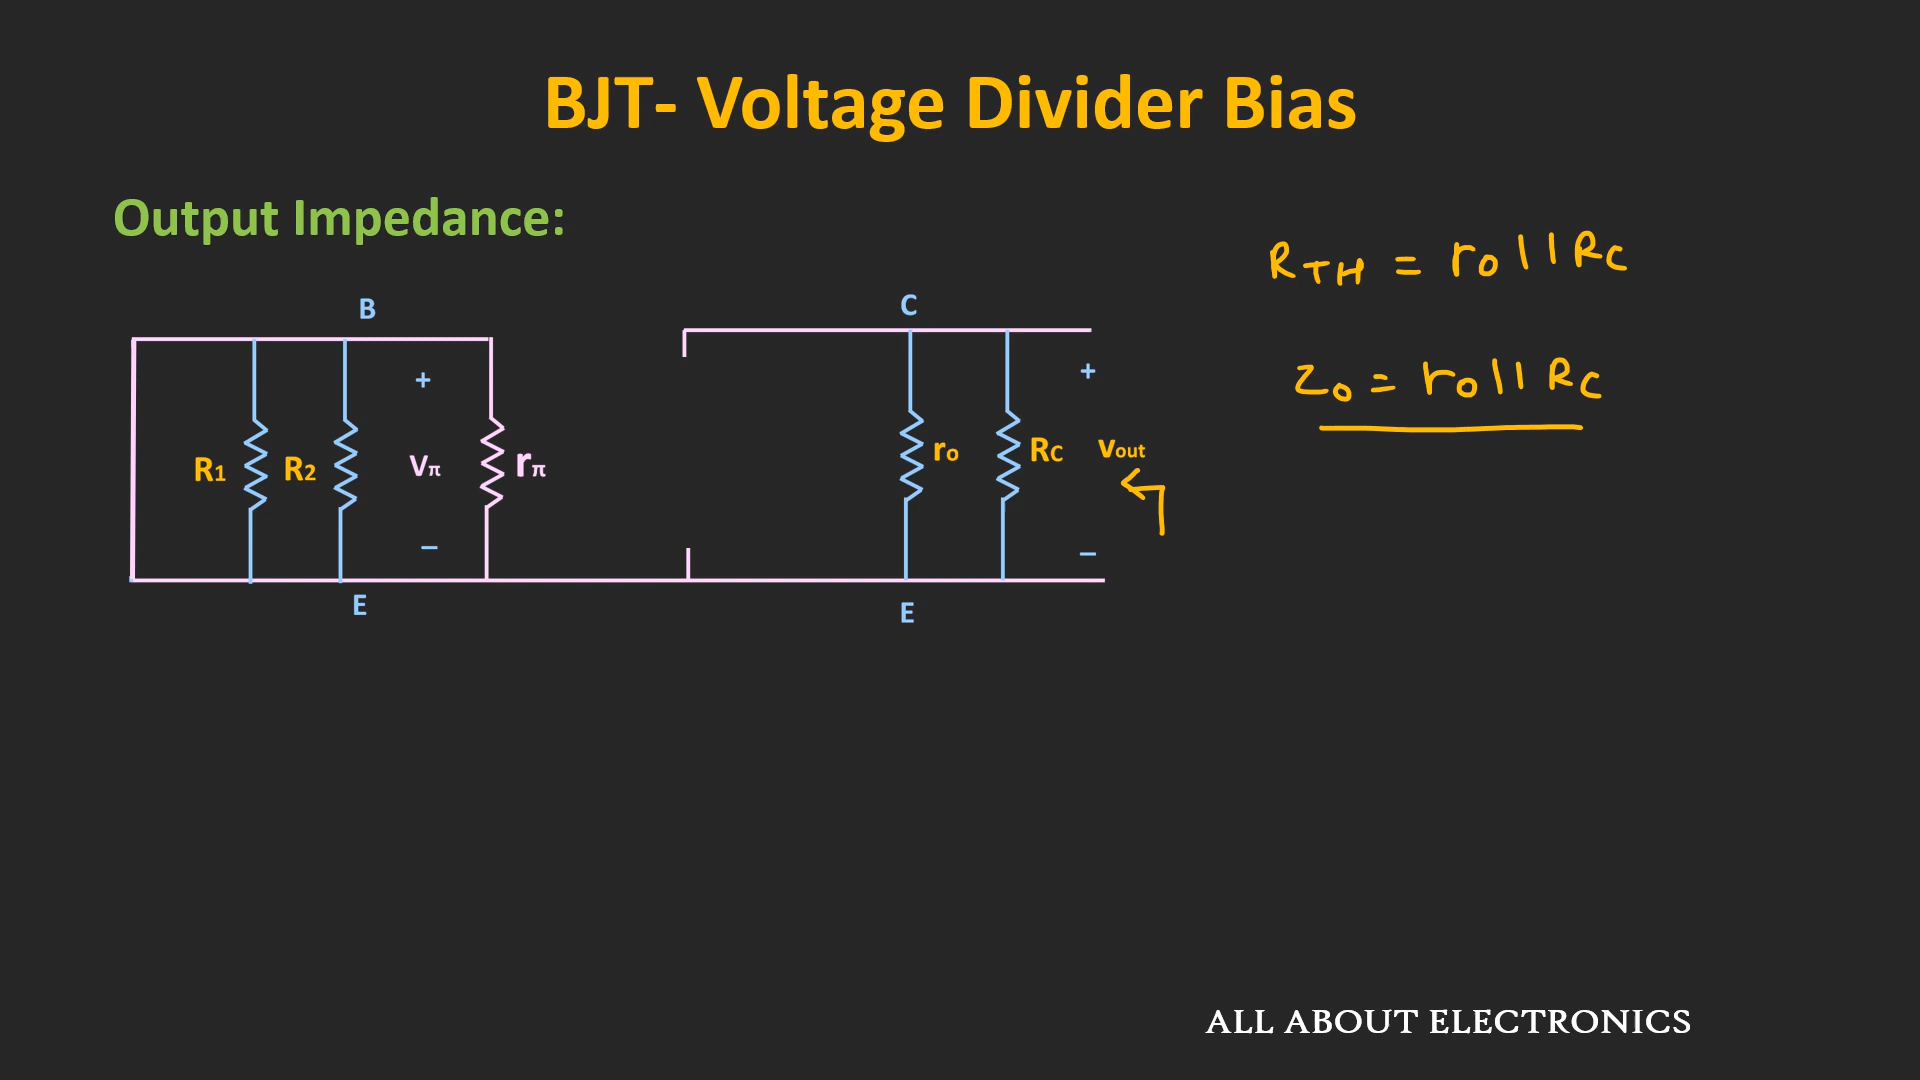 BJT- Voltage Divider Bias
Output Impedance:
RTH = ro || RC
Zo = ro || RC
B
C
+
+
R1
R2
Vπ
rπ
ro
RC
vout
–
–
E
E
ALL ABOUT ELECTRONICS